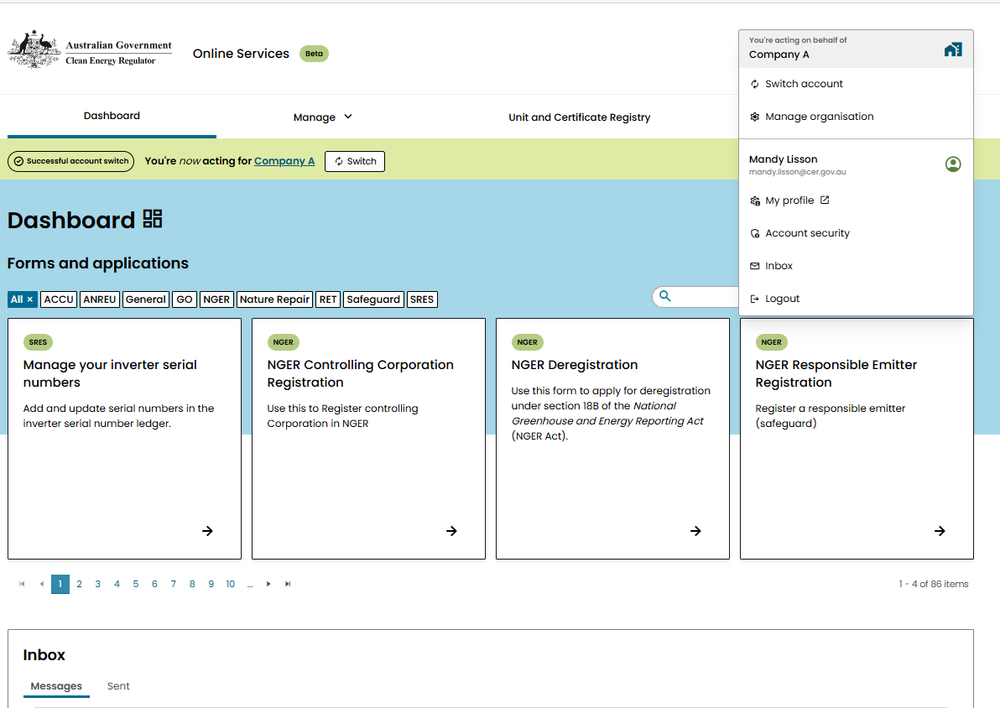 Australian Government
Clean Energy Regulator
Online Services
Beta
You're acting on behalf of
Company A
Switch account
Manage organisation
Mandy Lisson
mandy.lisson@cer.gov.au
My profile
Account security
Inbox
Logout
Dashboard
Manage
Unit and Certificate Registry
Successful account switch
You're now acting for Company A
Switch
Dashboard
Forms and applications
All ×
ACCU
ANREU
General
GO
NGER
Nature Repair
RET
Safeguard
SRES
SRES
Manage your inverter serial
numbers
Add and update serial numbers in the
inverter serial number ledger.
NGER
NGER Controlling Corporation
Registration
Use this to Register controlling
Corporation in NGER
NGER
NGER Deregistration
Use this form to apply for deregistration
under section 18B of the National
Greenhouse and Energy Reporting Act
(NGER Act).
NGER
NGER Responsible Emitter
Registration
Register a responsible emitter
(safeguard)
1 2 3 4 5 6 7 8 9 10 ...
1 - 4 of 86 items
Inbox
Messages
Sent